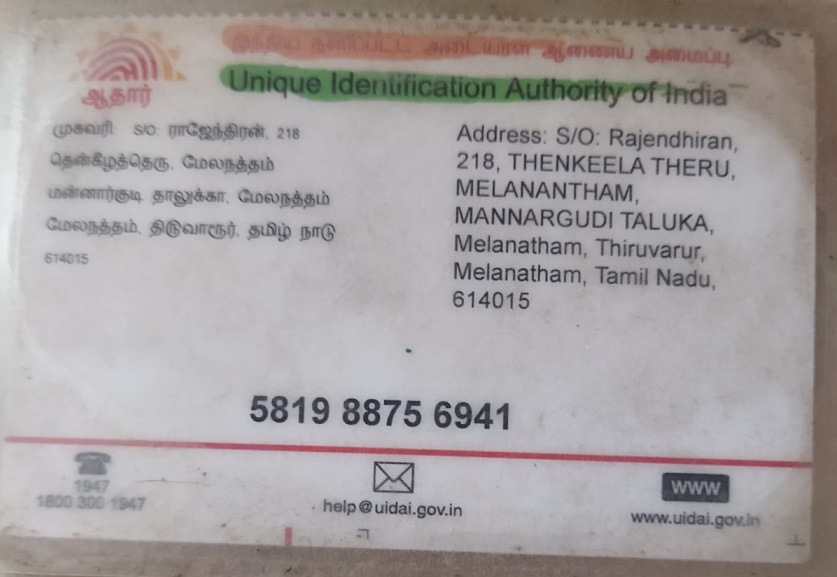 இந்திய தனிப்பட்ட அடையாள ஆணைய அமைப்பு
Unique Identification Authority of India
ஆதார்
முகவரி: S/O: ராஜேந்திரன், 218
தென்கீழத்தெரு, மேலநத்தம்
மன்னார்குடி தாலுக்கா, மேலநத்தம்
மேலநத்தம், திருவாரூர், தமிழ் நாடு
614015
Address: S/O: Rajendhiran,
218, THENKEELA THERU,
MELANANTHAM,
MANNARGUDI TALUKA,
Melanatham, Thiruvarur,
Melanatham, Tamil Nadu,
614015
5819 8875 6941
1947
1800 300 1947
help@uidai.gov.in
www
www.uidai.gov.in